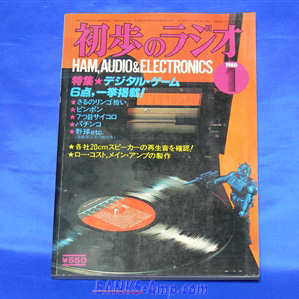 初歩のラジオ
HAM, AUDIO & ELECTRONICS
1980
1
特集★デジタル・ゲーム
6点,一挙掲載!
★さるのリンゴ拾い
★ピンポン
★7つ目サイコロ
★パチンコ
★野球etc.
★各社20cmスピーカーの再生音を確認!
★ロー・コスト、メイン・アンプの製作
¥550
BANKS-Amp.com/